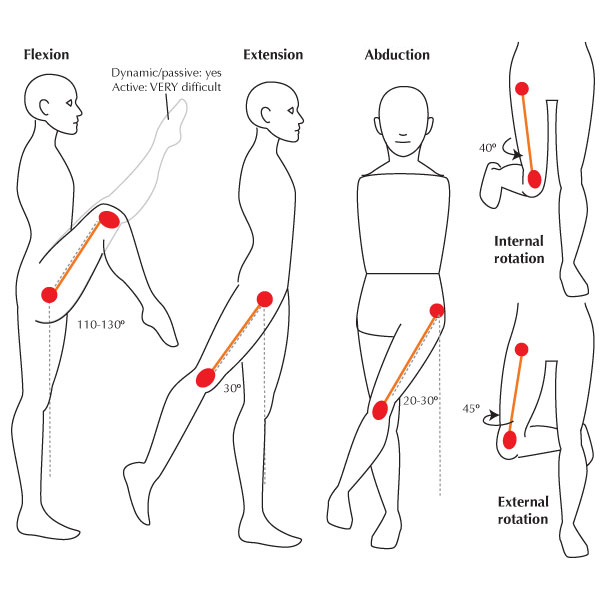 Flexion
Dynamic/passive: yes
Active: VERY difficult
110-130º
Extension
30º
Abduction
20-30º
40º
Internal
rotation
45º
External
rotation